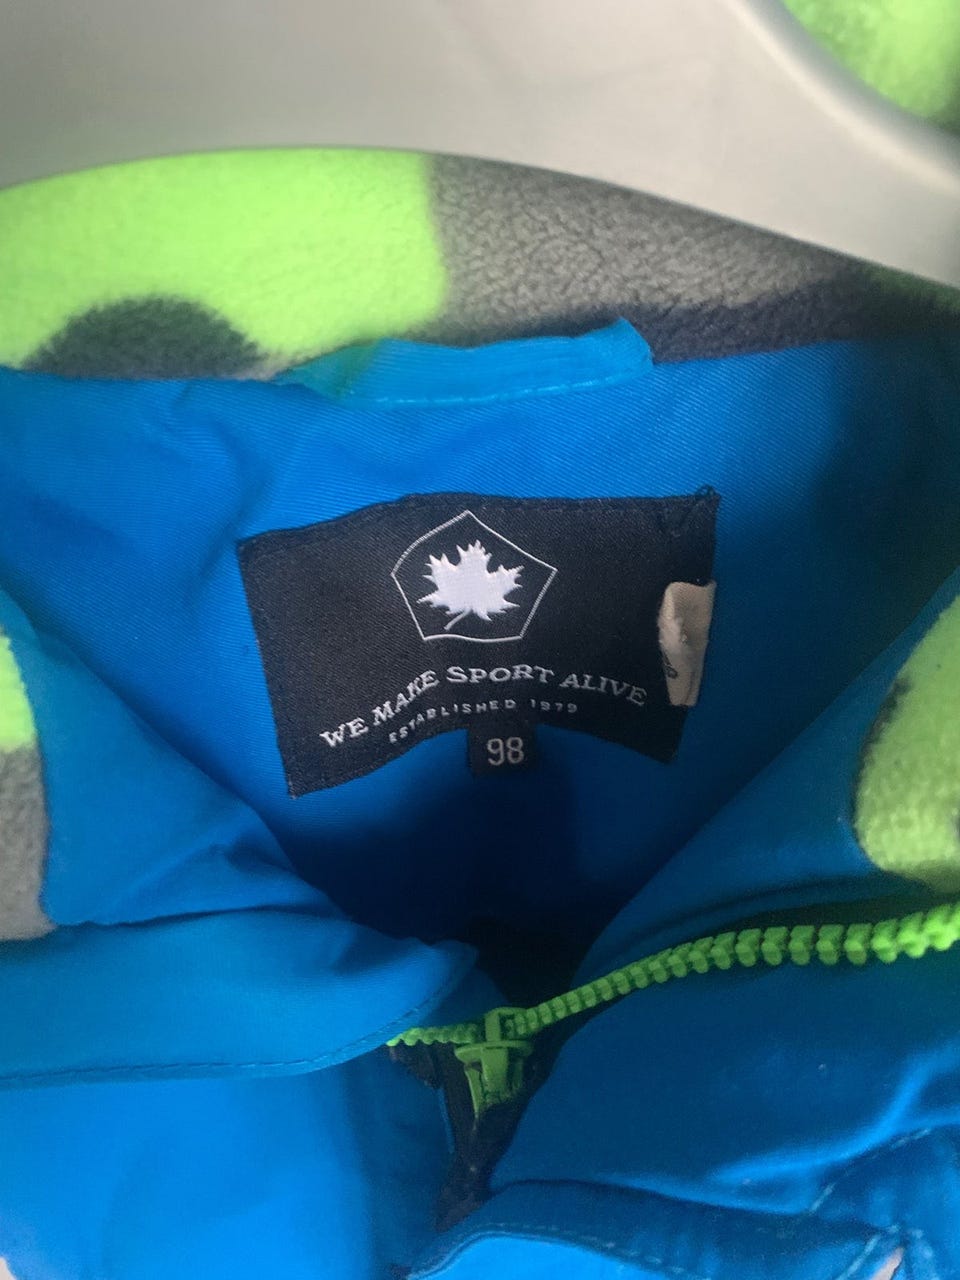 WE MAKE SPORT ALIVE
ESTABLISHED 1979
98